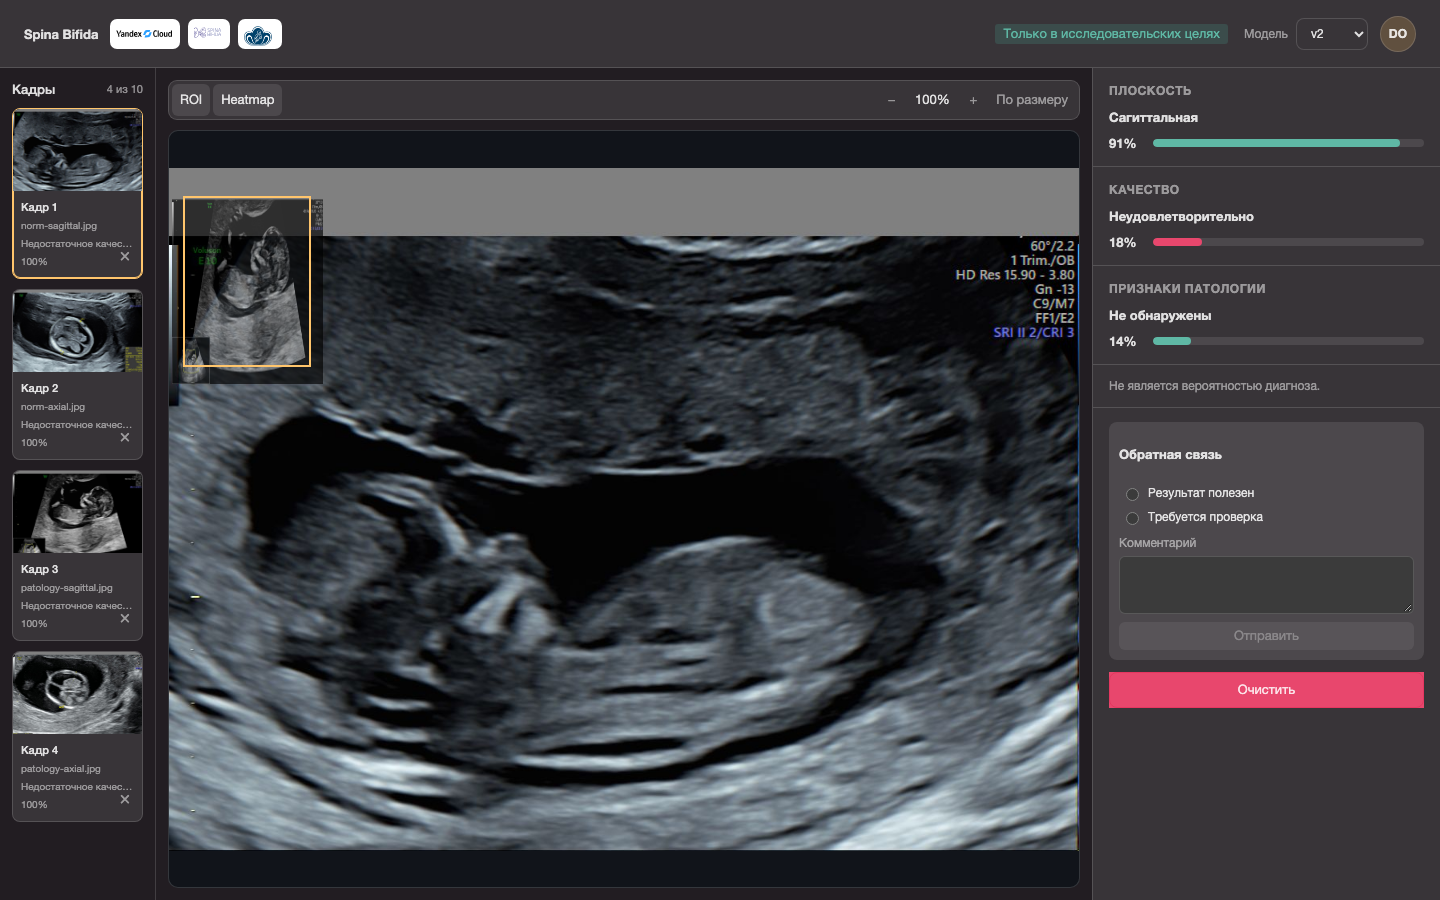 Spina Bifida
Yandex Cloud
SPINA
Только в исследовательских целях
Модель
v2
DO
Кадры
4 из 10
Кадр 1
norm-sagittal.jpg
Недостаточное качес...
100%
Кадр 2
norm-axial.jpg
Недостаточное качес...
100%
Кадр 3
patology-sagittal.jpg
Недостаточное качес...
100%
Кадр 4
patology-axial.jpg
Недостаточное качес...
100%
ROI
Heatmap
− 100% +
По размеру
60°/2.2
1 Trim./OB
HD Res 15.90 - 3.80
Gn -13
C9/M7
FF1/E2
SRI II 2/CRI 3
Voluson
E10
ПЛОСКОСТЬ
Сагиттальная
91%
КАЧЕСТВО
Неудовлетворительно
18%
ПРИЗНАКИ ПАТОЛОГИИ
Не обнаружены
14%
Не является вероятностью диагноза.
Обратная связь
Результат полезен
Требуется проверка
Комментарий
Отправить
Очистить